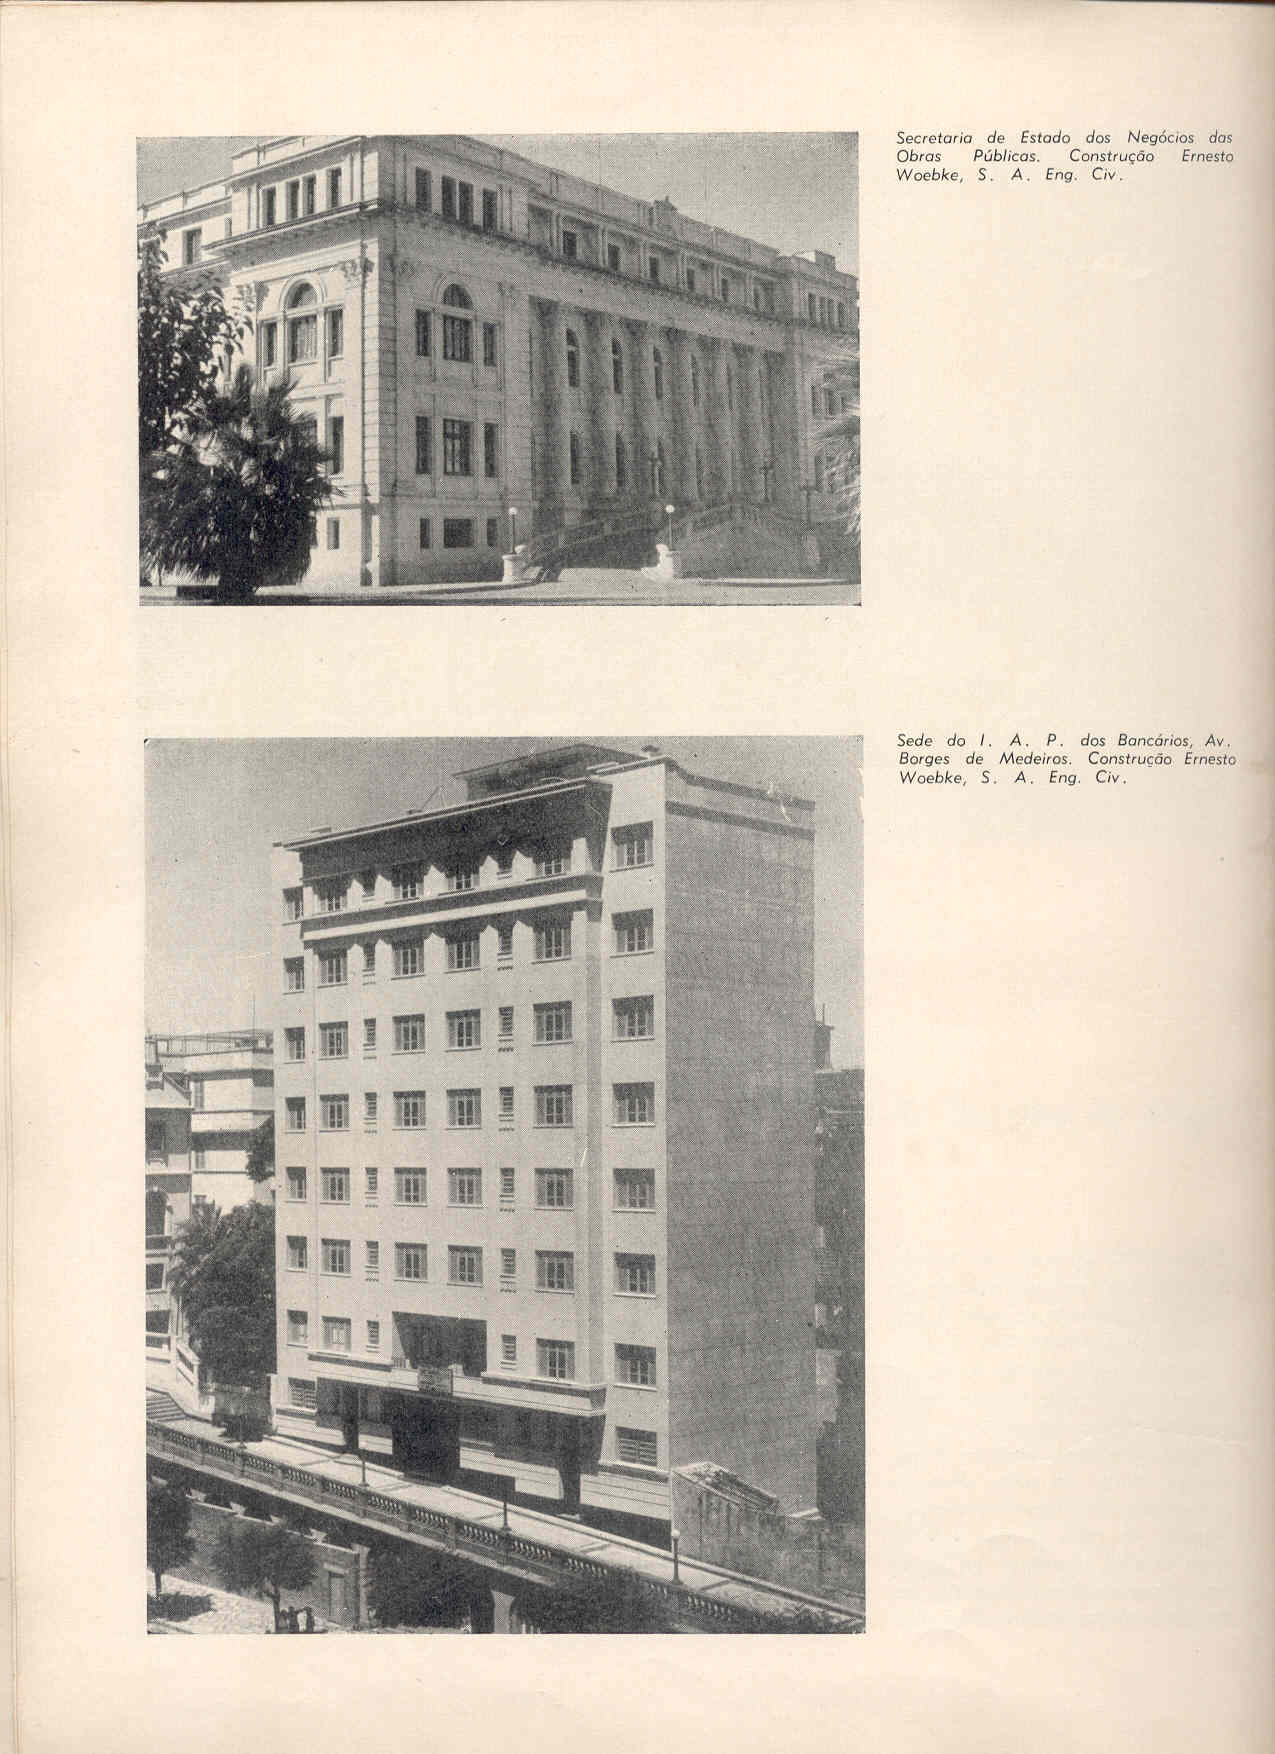 Secretaria de Estado dos Negócios das
Obras Públicas. Construção Ernesto
Woebke, S. A. Eng. Civ.
Sede do I. A. P. dos Bancários, Av.
Borges de Medeiros. Construcão Ernesto
Woebke, S. A. Eng. Civ.